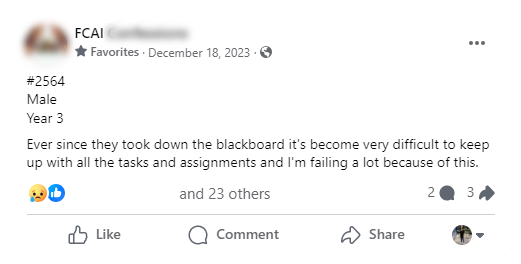 FCAI
Favorites · December 18, 2023 ·
#2564
Male
Year 3
Ever since they took down the blackboard it's become very difficult to keep
up with all the tasks and assignments and I'm failing a lot because of this.
and 23 others
2
3
Like
Comment
Share